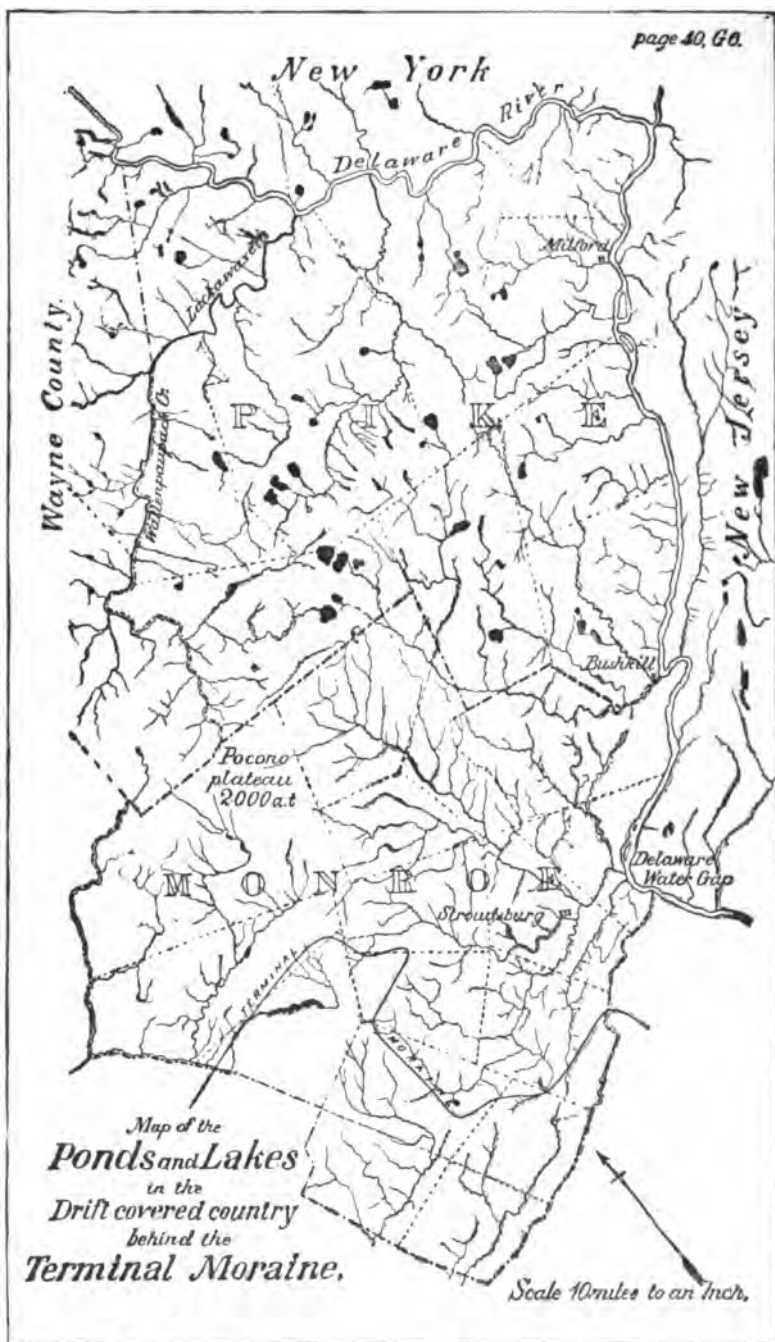 page 40, G6.
New York
Delaware River
Milford
Lackawaxen
Wayne County
Wallenpaupack Cr.
PIKE
New Jersey
Bushkill
Pocono
plateau
2000 a.t
Delaware
Water Gap
MONROE
Stroudsburg
TERMINAL
Map of the
Ponds and Lakes
in the
Drift covered country
behind the
Terminal Moraine.
Scale 10 miles to an Inch.